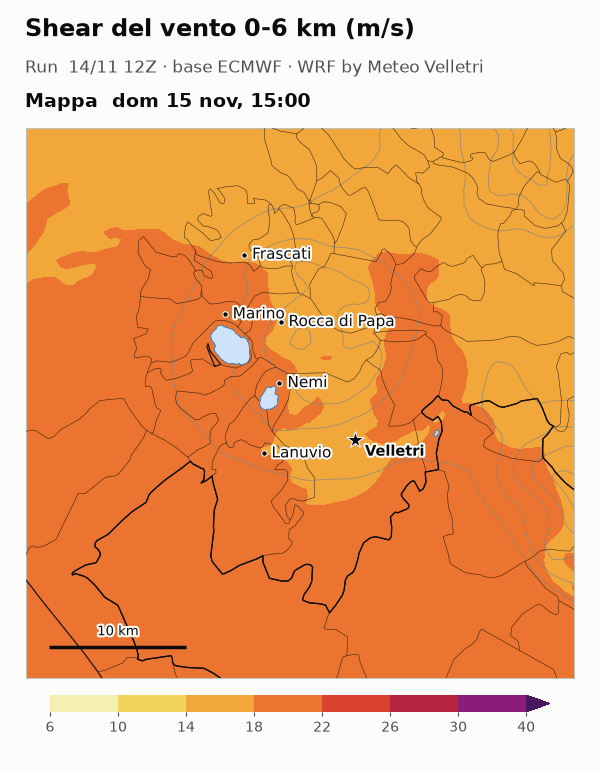 Shear del vento 0-6 km (m/s)
Run 14/11 12Z · base ECMWF · WRF by Meteo Velletri
Mappa dom 15 nov, 15:00
Frascati
Marino
Rocca di Papa
Nemi
Velletri
Lanuvio
10 km
6 10 14 18 22 26 30 40